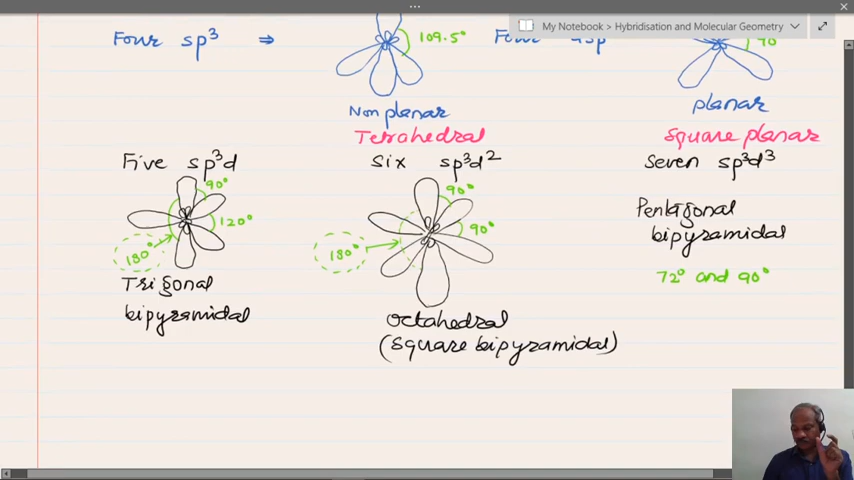 My Notebook > Hybridisation and Molecular Geometry
Four sp³ ⇒
109.5°
Four
90
Non planar
Tetrahedral
planar
Square planar
Five sp³d
90°
120°
180°
Trigonal
bipyramidal
Six sp³d²
90°
90°
180°
Octahedral
(Square bipyramidal)
Seven sp³d³
Pentagonal
bipyramidal
72° and 90°